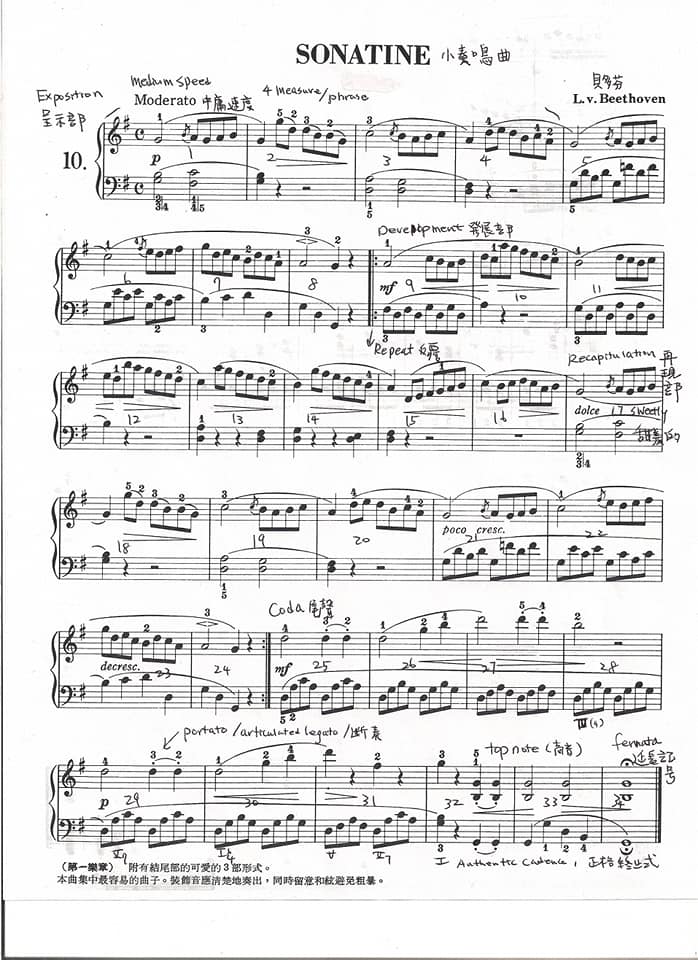 SONATINE 小奏鳴曲
Exposition
呈示部
medium speed
Moderato 中庸速度
4 measure/phrase
貝多芬
L.v.Beethoven
10.
p 1 2 3 4 5
Development 發展部
6 7 8 mf 9 10 11
Repeat 反覆
Recapitulation 再現部
12 13 14 15 16 dolce 17 sweetly
poco cresc.
18 19 20 21 22
Coda 尾聲
decresc. 23 24 mf 25 26 27 28
portato/articulated legato/斷奏
top note (高音)
fermata
延長記号
p 29 30 31 32 33 34
V7 V V7 I Authentic Cadence, 正格終止式
(第一樂章) 附有結尾部的可愛的3部形式。
本曲集中最容易的曲子。裝飾音應清楚地奏出,同時留意和絃避免粗暴。